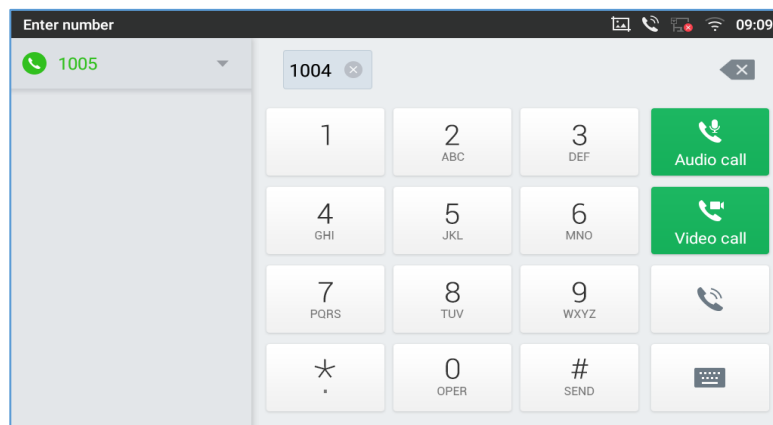 Enter number 09:09
1005
1004
1 2 3
ABC DEF
Audio call
4 5 6
GHI JKL MNO
Video call
7 8 9
PQRS TUV WXYZ
* 0 #
. OPER SEND